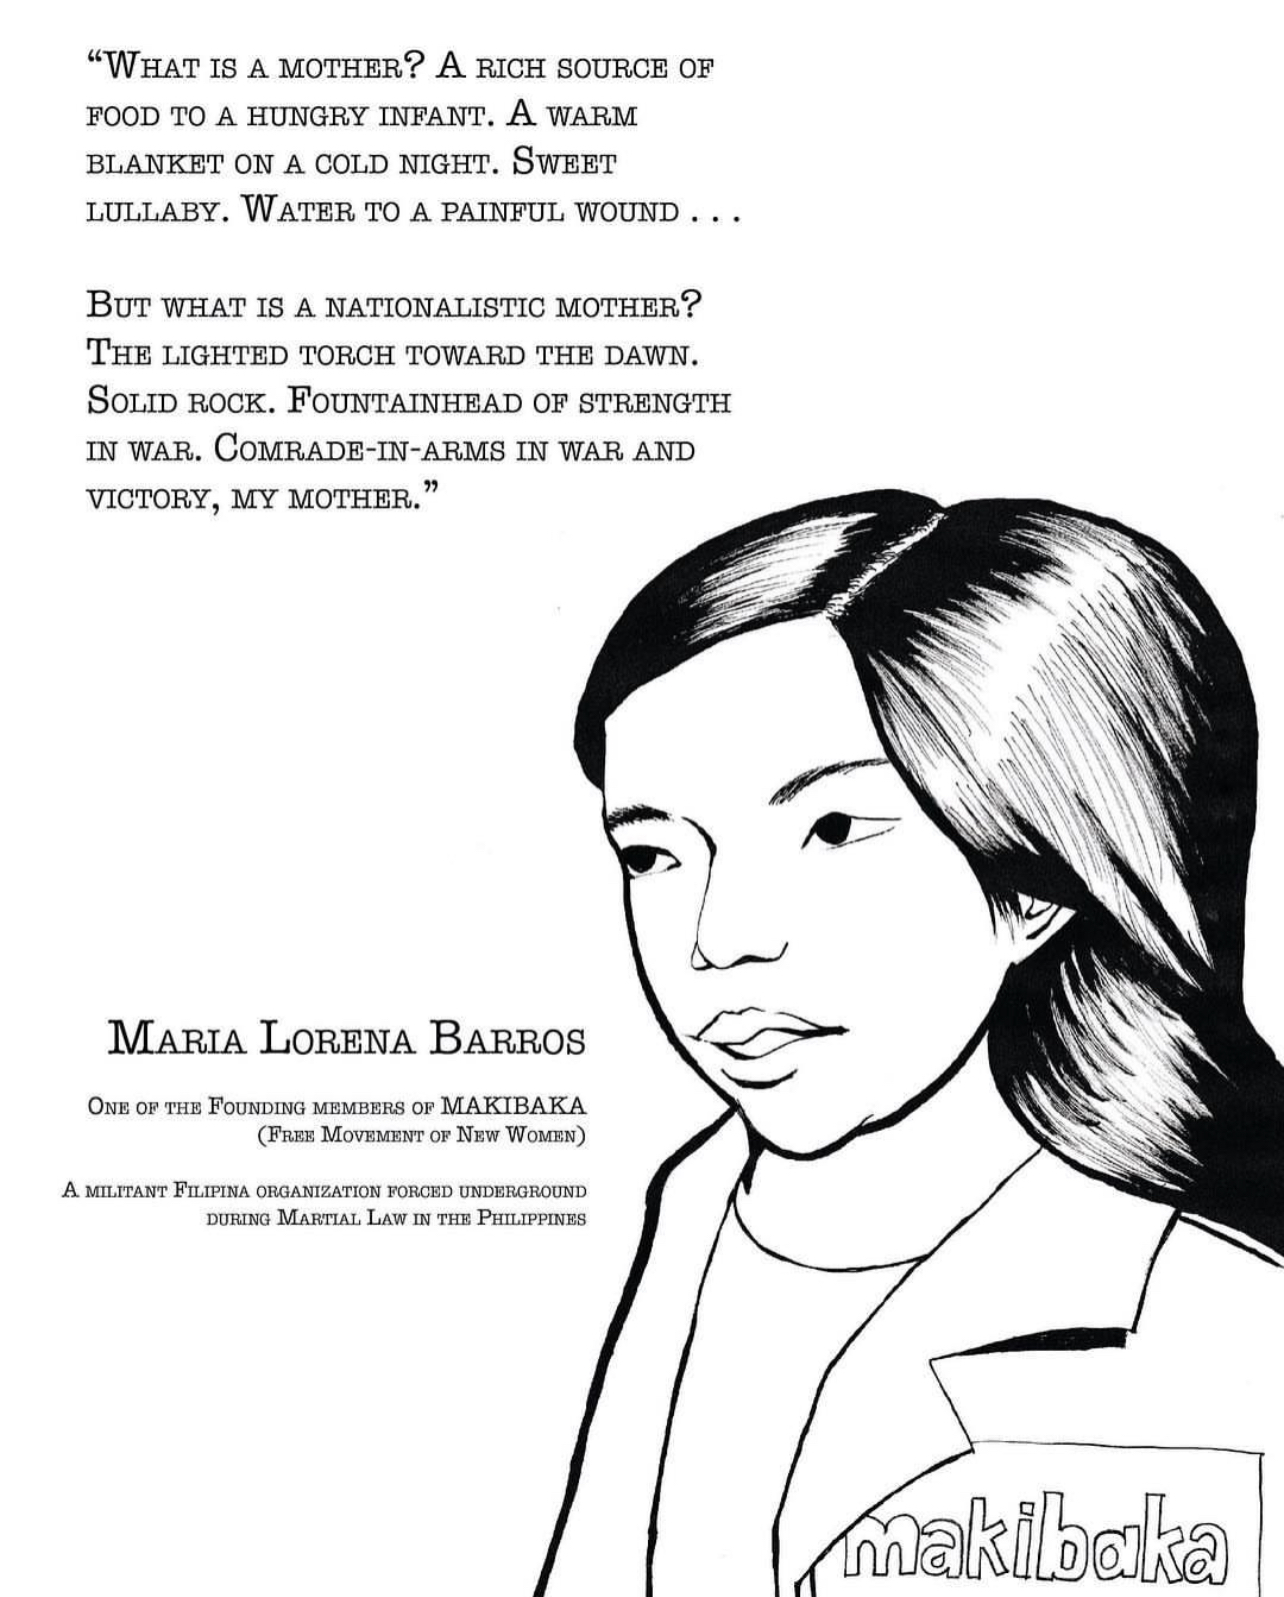 “What is a mother? A rich source of
food to a hungry infant. A warm
blanket on a cold night. Sweet
lullaby. Water to a painful wound . . .
But what is a nationalistic mother?
The lighted torch toward the dawn.
Solid rock. Fountainhead of strength
in war. Comrade-in-arms in war and
victory, my mother.”
Maria Lorena Barros
One of the Founding members of MAKIBAKA
(Free Movement of New Women)
A militant Filipina organization forced underground
during Martial Law in the Philippines
makibaka